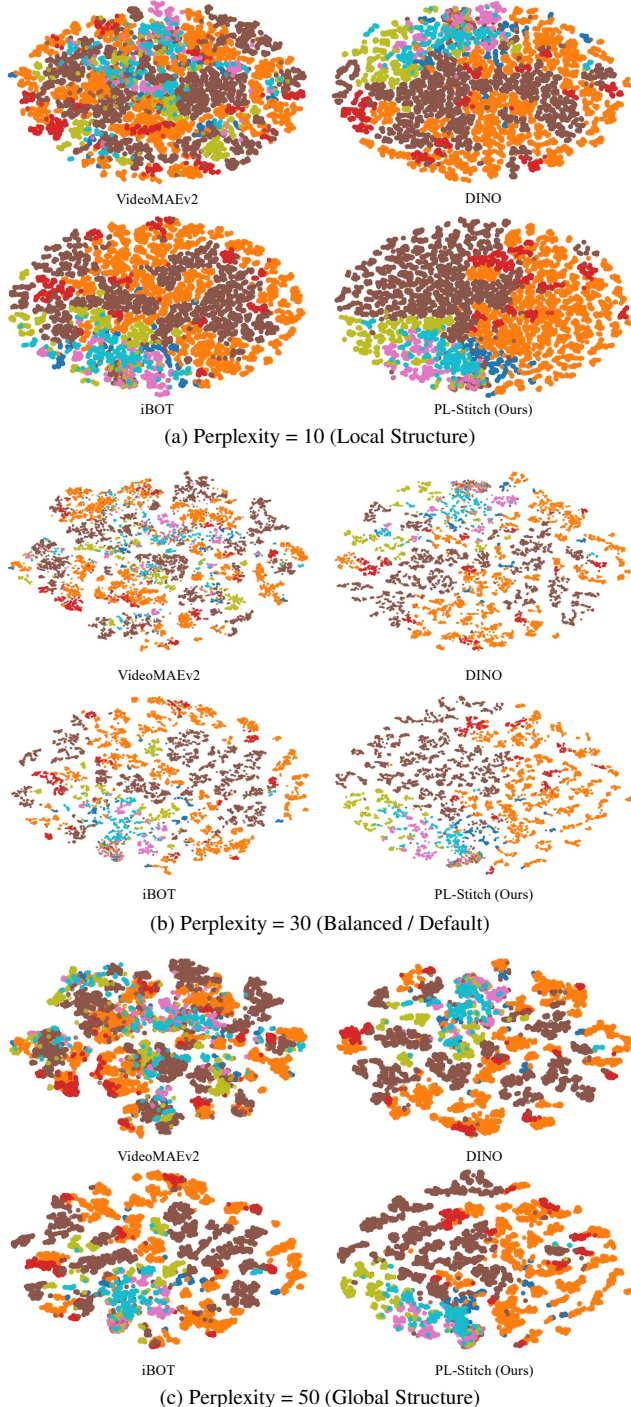 VideoMAEv2
DINO
iBOT
PL-Stitch (Ours)
(a) Perplexity = 10 (Local Structure)
VideoMAEv2
DINO
iBOT
PL-Stitch (Ours)
(b) Perplexity = 30 (Balanced / Default)
VideoMAEv2
DINO
iBOT
PL-Stitch (Ours)
(c) Perplexity = 50 (Global Structure)